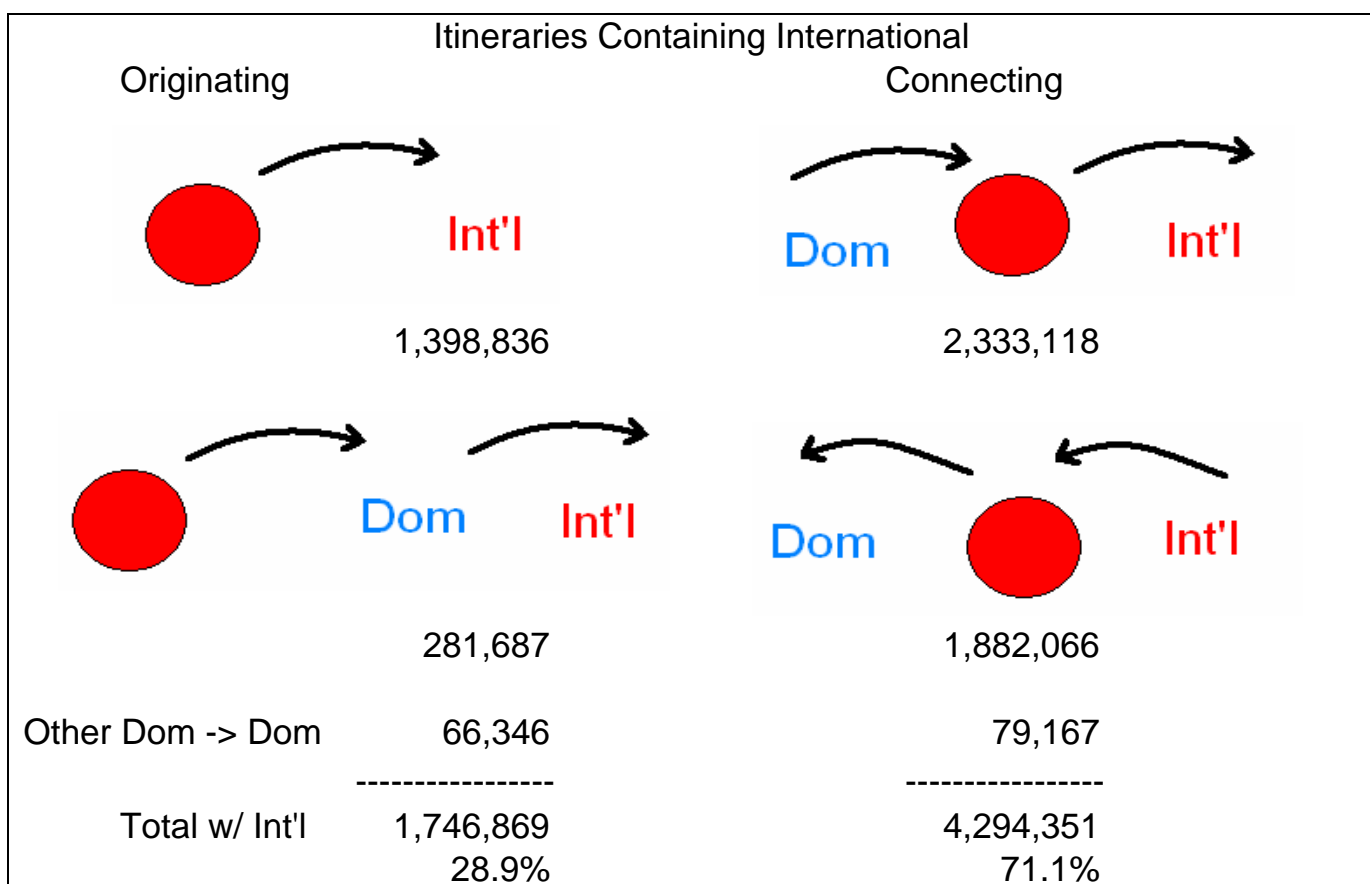 Itineraries Containing International
Originating Connecting
Int'l Dom Int'l
1,398,836 2,333,118
Dom Int'l Dom Int'l
281,687 1,882,066
Other Dom -> Dom 66,346 79,167
----------------- -----------------
Total w/ Int'l 1,746,869 4,294,351
28.9% 71.1%